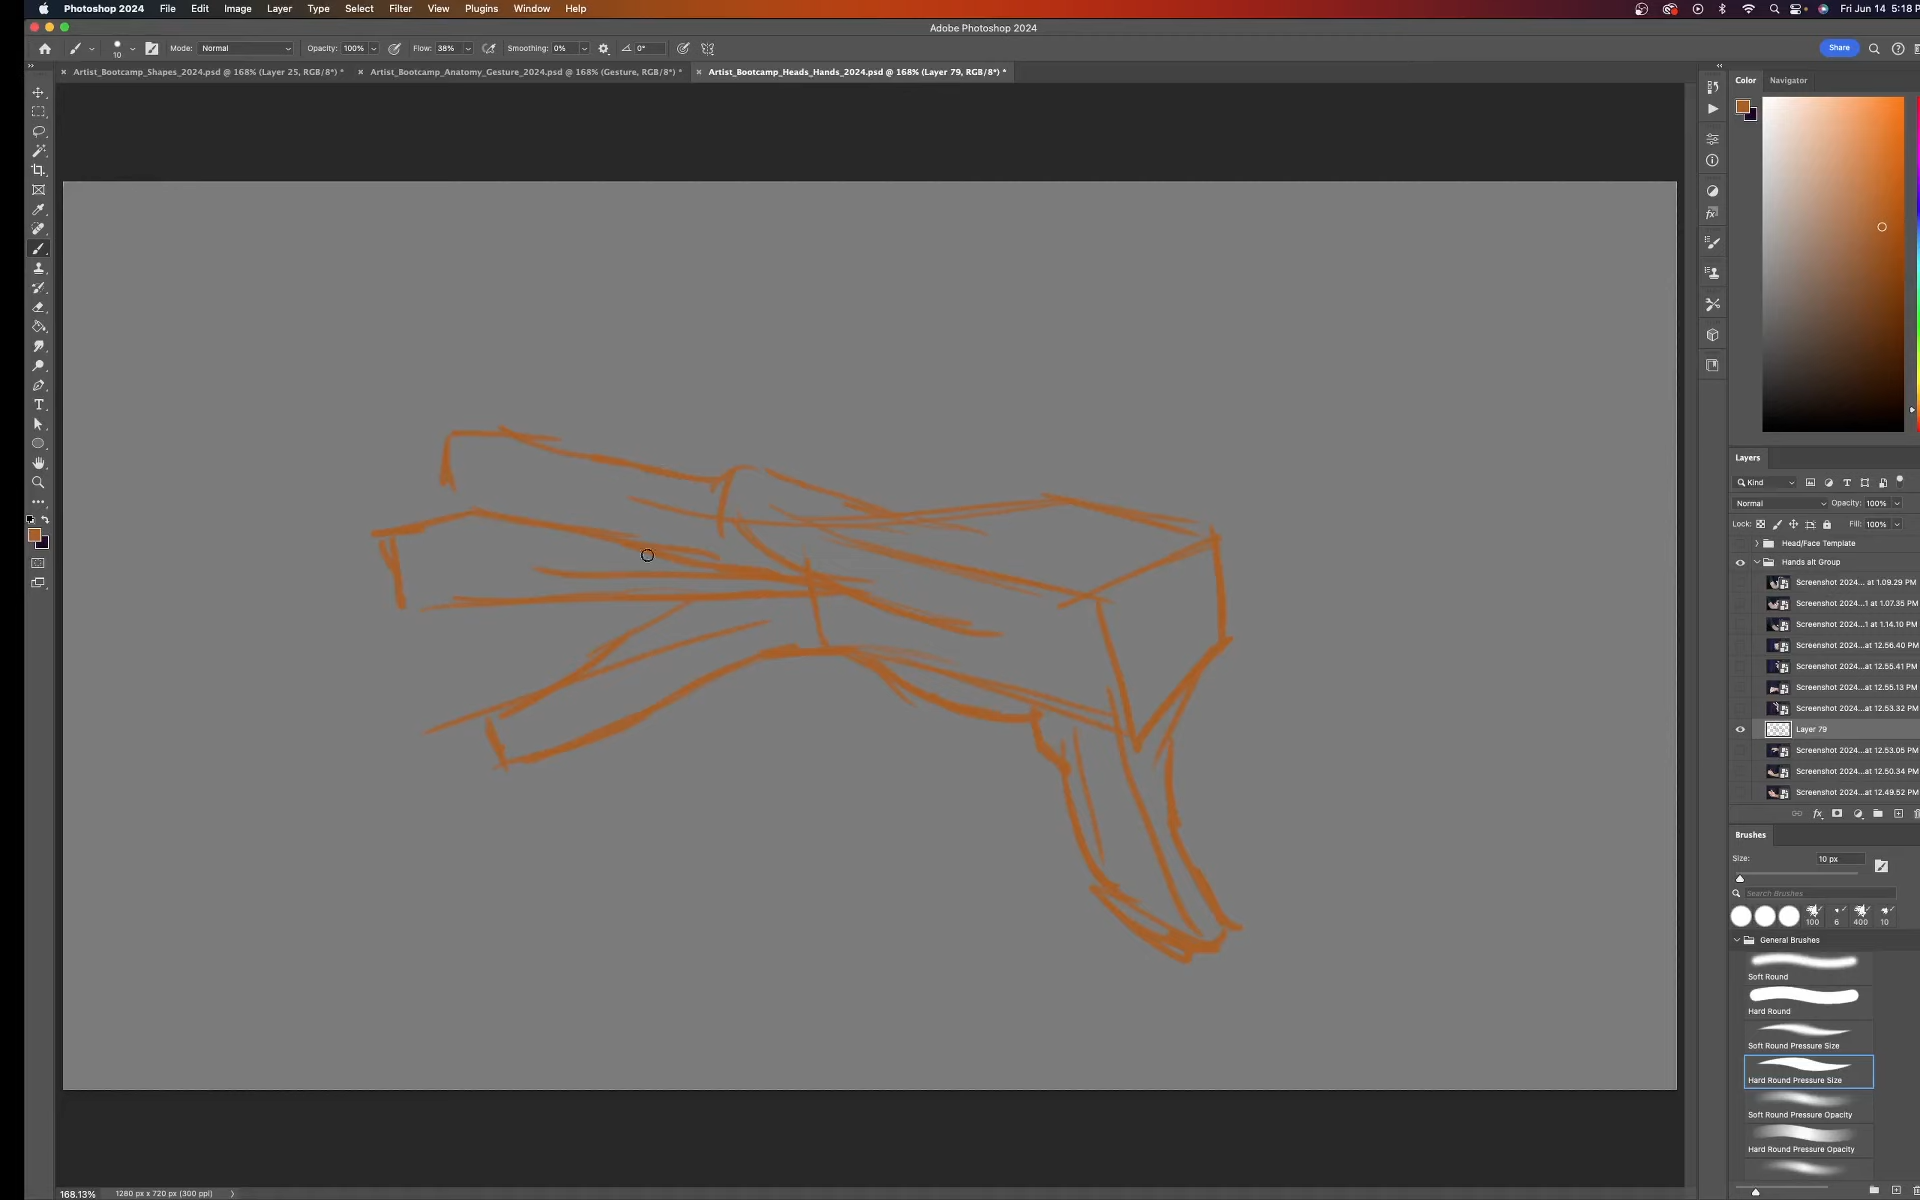 Photoshop 2024 File Edit Image Layer Type Select Filter View Plugins Window Help Fri Jun 14 5:18 P
Adobe Photoshop 2024
10 Mode: Normal Opacity: 100% Flow: 38% Smoothing: 0% 0° Share
Artist_Bootcamp_Shapes_2024.psd @ 168% (Layer 25, RGB/8*) * Artist_Bootcamp_Anatomy_Gesture_2024.psd @ 168% (Gesture, RGB/8*) * Artist_Bootcamp_Heads_Hands_2024.psd @ 168% (Layer 79, RGB/8*) *
Color Navigator
Layers
Kind
Normal Opacity: 100%
Lock: Fill: 100%
Head/Face Template
Hands alt Group
Screenshot 2024... at 1.09.29 PM
Screenshot 2024...1 at 1.07.35 PM
Screenshot 2024...1 at 1.14.10 PM
Screenshot 2024...at 12.56.40 PM
Screenshot 2024...at 12.55.41 PM
Screenshot 2024...at 12.55.13 PM
Screenshot 2024...at 12.53.32 PM
Layer 79
Screenshot 2024...at 12.53.05 PM
Screenshot 2024...at 12.50.34 PM
Screenshot 2024...at 12.49.52 PM
Brushes
Size: 10 px
Search Brushes
100 6 400 10
General Brushes
Soft Round
Hard Round
Soft Round Pressure Size
Hard Round Pressure Size
Soft Round Pressure Opacity
Hard Round Pressure Opacity
168.13% 1280 px x 720 px (300 ppi)